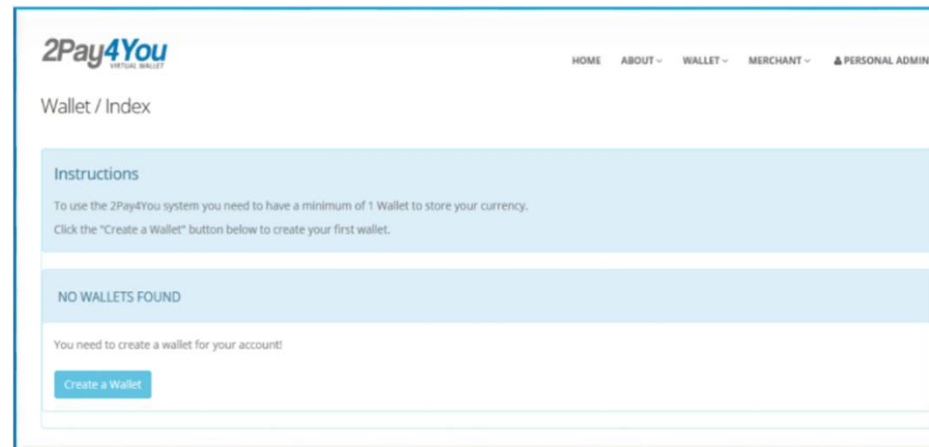 2Pay4You
VIRTUAL WALLET
HOME ABOUT WALLET MERCHANT PERSONAL ADMIN
Wallet / Index
Instructions
To use the 2Pay4You system you need to have a minimum of 1 Wallet to store your currency.
Click the "Create a Wallet" button below to create your first wallet.
NO WALLETS FOUND
You need to create a wallet for your account!
Create a Wallet